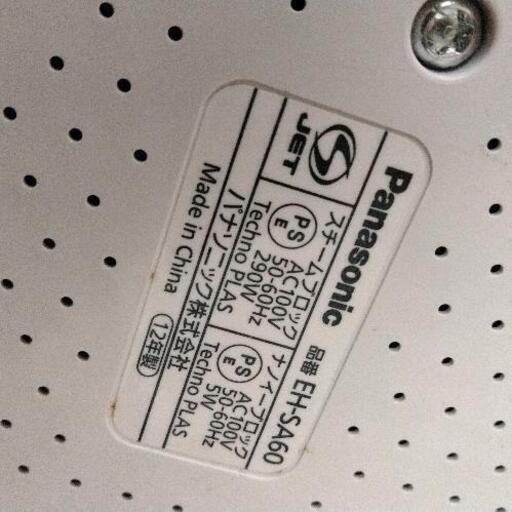 Panasonic
品番 EH-SA60
S JET
スチームブロック
PS E
AC100V
50-60Hz
290W
Techno PLAS
ナノイーブロック
PS E
AC100V
50-60Hz
5W
Techno PLAS
パナソニック株式会社
Made in China
12年製